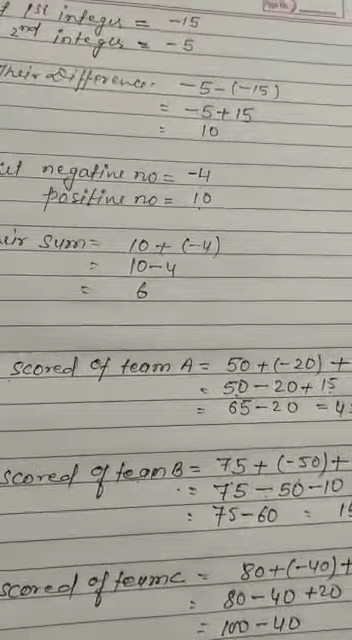 1st integer = -15
2nd integer = -5
Their Difference: -5-(-15)
= -5+15
= 10
negative no = -4
positive no = 10
sum = 10+(-4)
= 10-4
= 6
scored of team A = 50+(-20)+
= 50-20+15
= 65-20 = 4
scored of team B = 75+(-50)+
= 75-50-10
= 75-60 = 15
scored of team C = 80+(-40)+
= 80-40+20
= 100-40